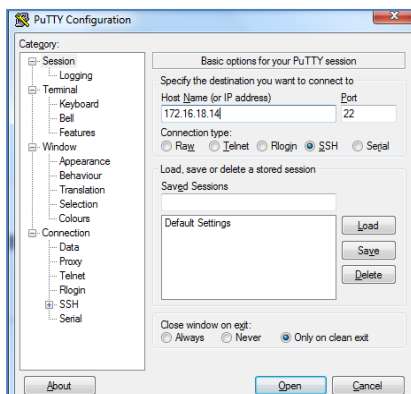 PuTTY Configuration
Category:
Session
Logging
Terminal
Keyboard
Bell
Features
Window
Appearance
Behaviour
Translation
Selection
Colours
Connection
Data
Proxy
Telnet
Rlogin
SSH
Serial
Basic options for your PuTTY session
Specify the destination you want to connect to
Host Name (or IP address) Port
172.16.18.14 22
Connection type:
Raw Telnet Rlogin SSH Serial
Load, save or delete a stored session
Saved Sessions
Default Settings
Load
Save
Delete
Close window on exit:
Always Never Only on clean exit
About Open Cancel